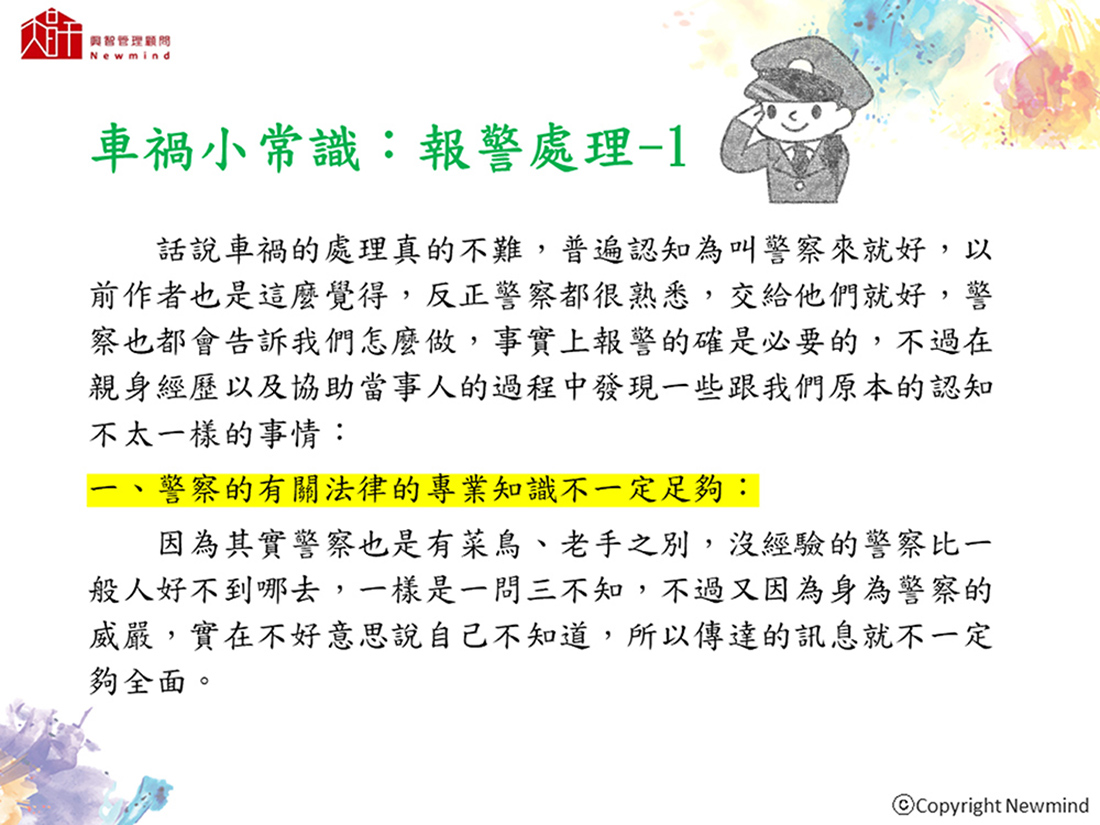 興智管理顧問
Newmind
車禍小常識：報警處理-1
話說車禍的處理真的不難，普遍認知為叫警察來就好，以
前作者也是這麼覺得，反正警察都很熟悉，交給他們就好，警
察也都會告訴我們怎麼做，事實上報警的確是必要的，不過在
親身經歷以及協助當事人的過程中發現一些跟我們原本的認知
不太一樣的事情：
一、警察的有關法律的專業知識不一定足夠：
因為其實警察也是有菜鳥、老手之別，沒經驗的警察比一
般人好不到哪去，一樣是一問三不知，不過又因為身為警察的
威嚴，實在不好意思說自己不知道，所以傳達的訊息就不一定
夠全面。
ⓒCopyright Newmind